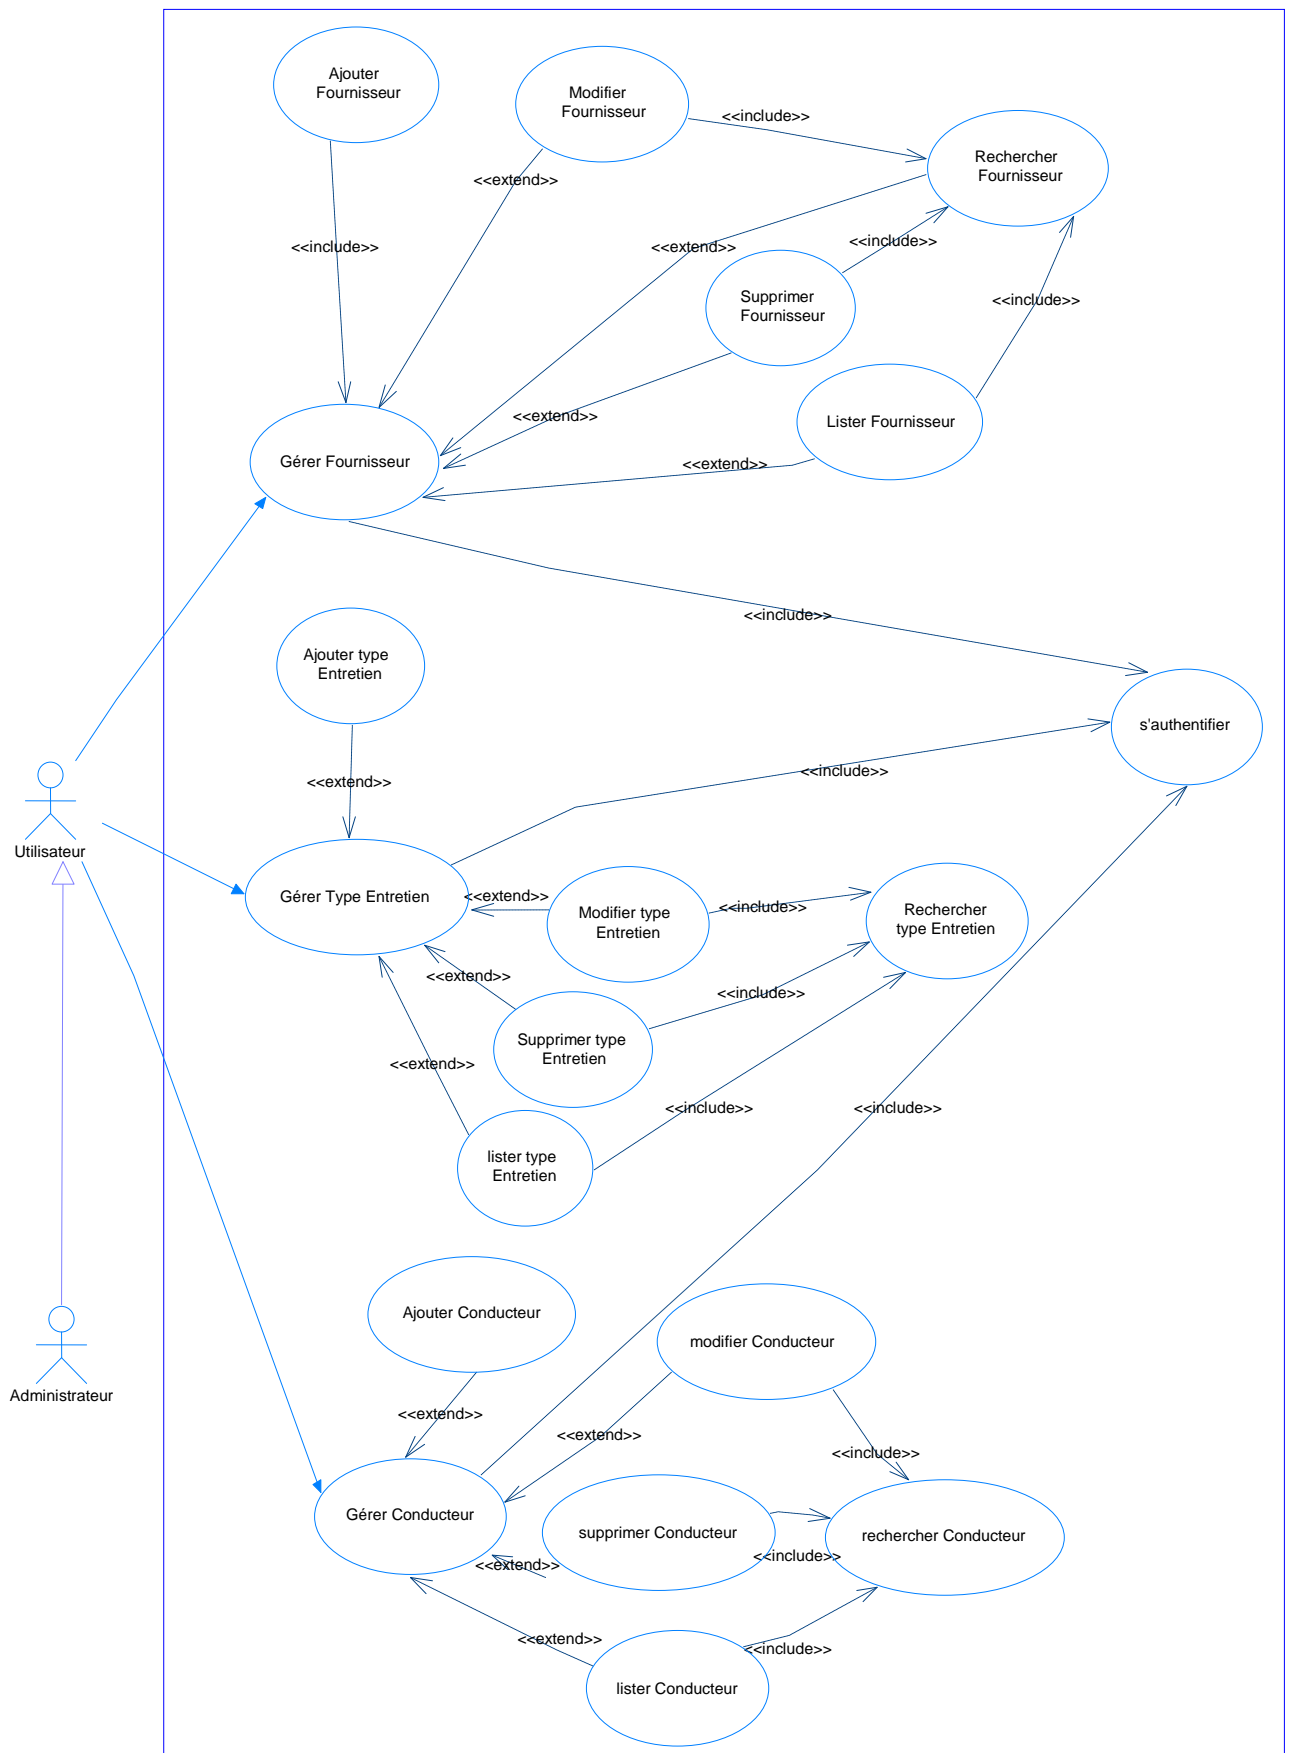 Ajouter
Fournisseur
Modifier
Fournisseur
<<include>>
Rechercher
Fournisseur
<<extend>>
<<include>>
<<extend>>
<<include>>
Supprimer
Fournisseur
<<include>>
<<extend>>
Lister Fournisseur
Gérer Fournisseur
<<extend>>
<<include>>
Ajouter type
Entretien
s'authentifier
<<extend>>
<<include>>
Utilisateur
Gérer Type Entretien
<<extend>>
Modifier type
Entretien
<<include>>
Rechercher
type Entretien
<<extend>>
<<include>>
Supprimer type
Entretien
<<extend>>
<<include>>
<<include>>
lister type
Entretien
Ajouter Conducteur
modifier Conducteur
Administrateur
<<extend>>
<<extend>>
<<include>>
Gérer Conducteur
supprimer Conducteur
rechercher Conducteur
<<extend>>
<<include>>
<<extend>>
<<include>>
lister Conducteur